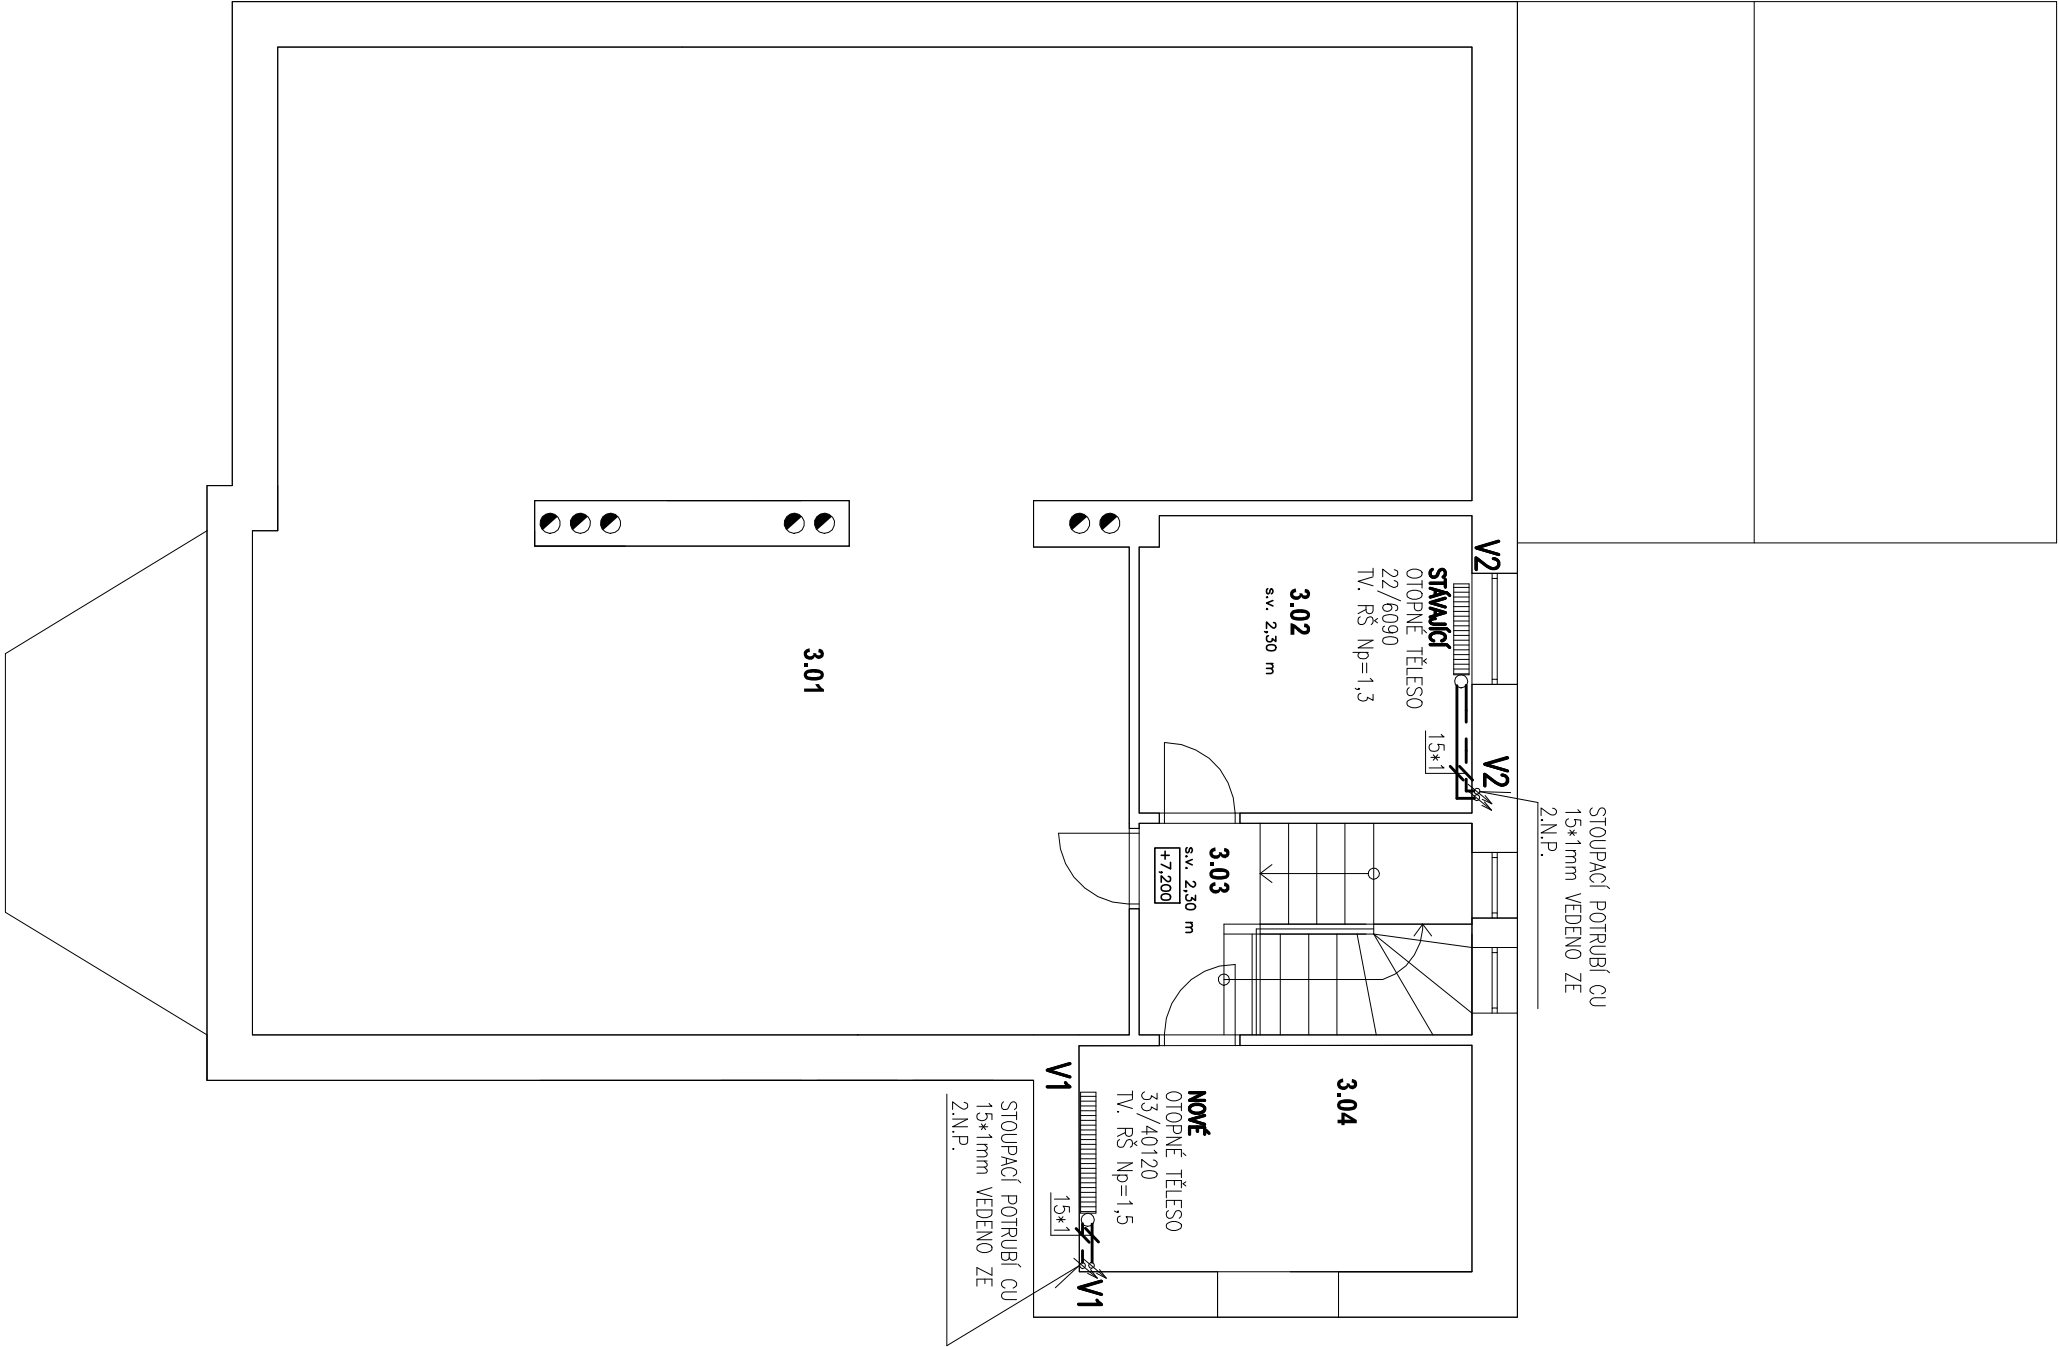 V2
STÁVAJÍCÍ
OTOPNÉ TĚLESO
22/6090
TV. RŠ Np=1,3
3.02
s.v. 2,30 m
15*1
V2
STOUPACÍ POTRUBÍ CU
15*1mm VEDENO ZE
2.N.P.
3.01
3.03
s.v. 2,30 m
+7,200
3.04
NOVÉ
OTOPNÉ TĚLESO
33/40120
TV. RŠ Np=1,5
V1
15*1
V1
STOUPACÍ POTRUBÍ CU
15*1mm VEDENO ZE
2.N.P.